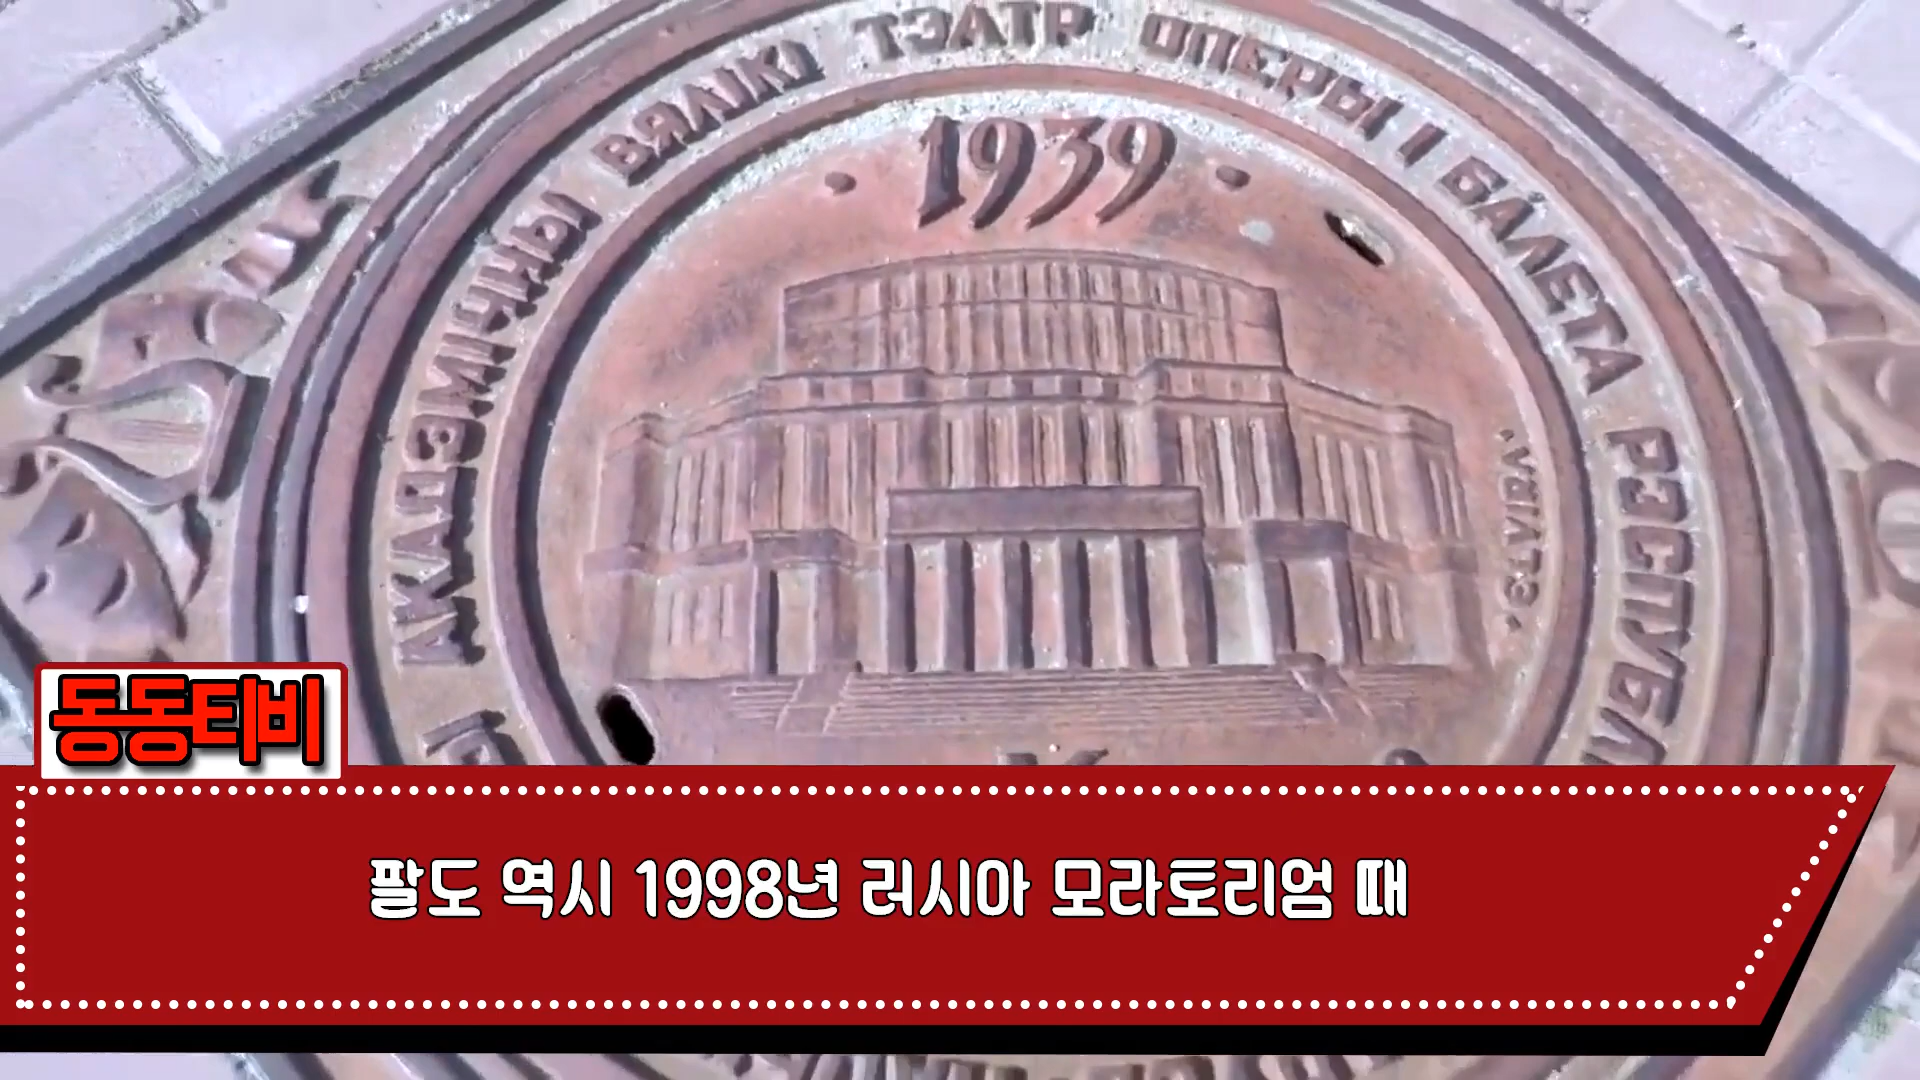 АКАДЭМІЧНЫ ВЯЛІКІ ТЭАТР ОПЕРЫ І БАЛЕТА
1939
"ELVIRA"
동동티비
팔도 역시 1998년 러시아 모라토리엄 때